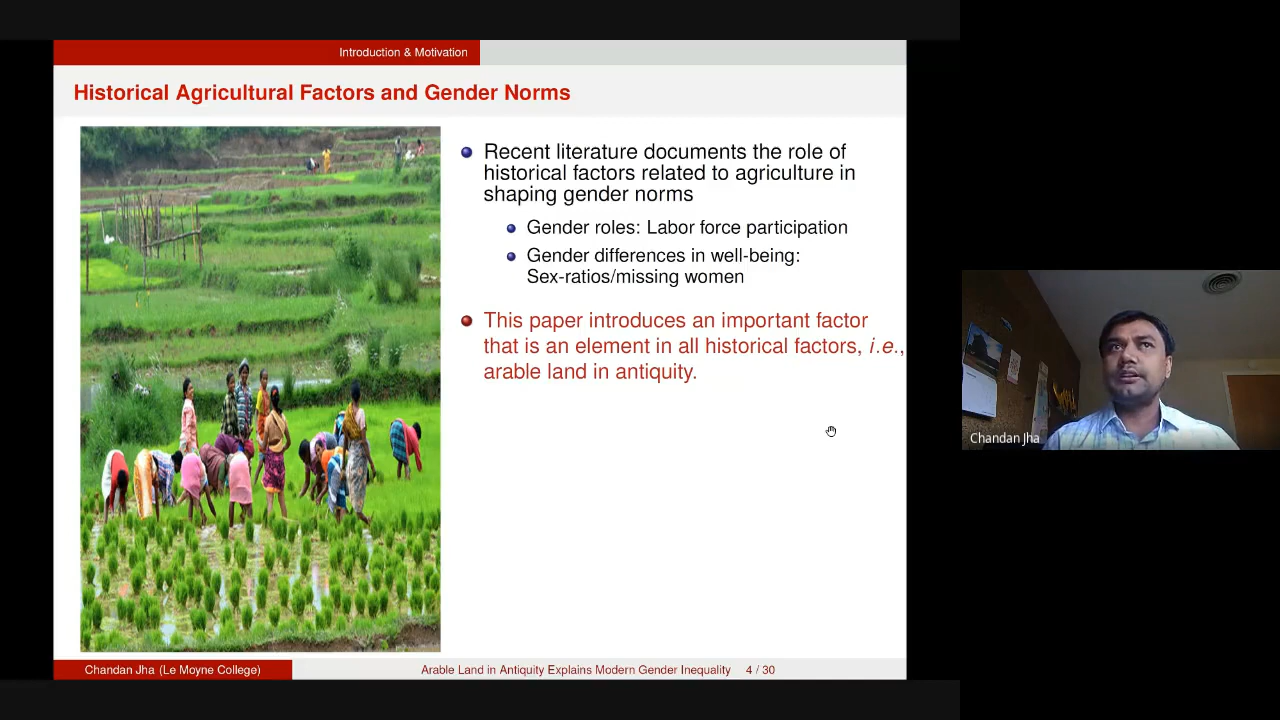 Introduction & Motivation
Historical Agricultural Factors and Gender Norms
Recent literature documents the role of
historical factors related to agriculture in
shaping gender norms
Gender roles: Labor force participation
Gender differences in well-being:
Sex-ratios/missing women
This paper introduces an important factor
that is an element in all historical factors, i.e.,
arable land in antiquity.
Chandan Jha
Chandan Jha (Le Moyne College)
Arable Land in Antiquity Explains Modern Gender Inequality 4 / 30